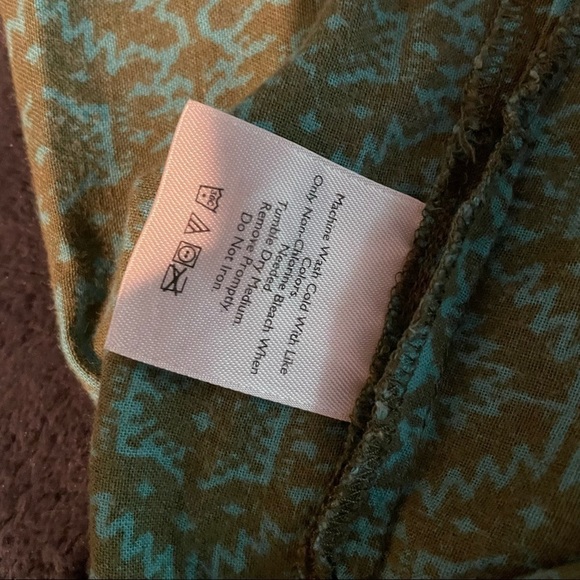 Machine Wash Cold With Like
Colors.
Only Non-Chlorine Bleach When
Needed
Tumble Dry Medium.
Remove Promptly.
Do Not Iron